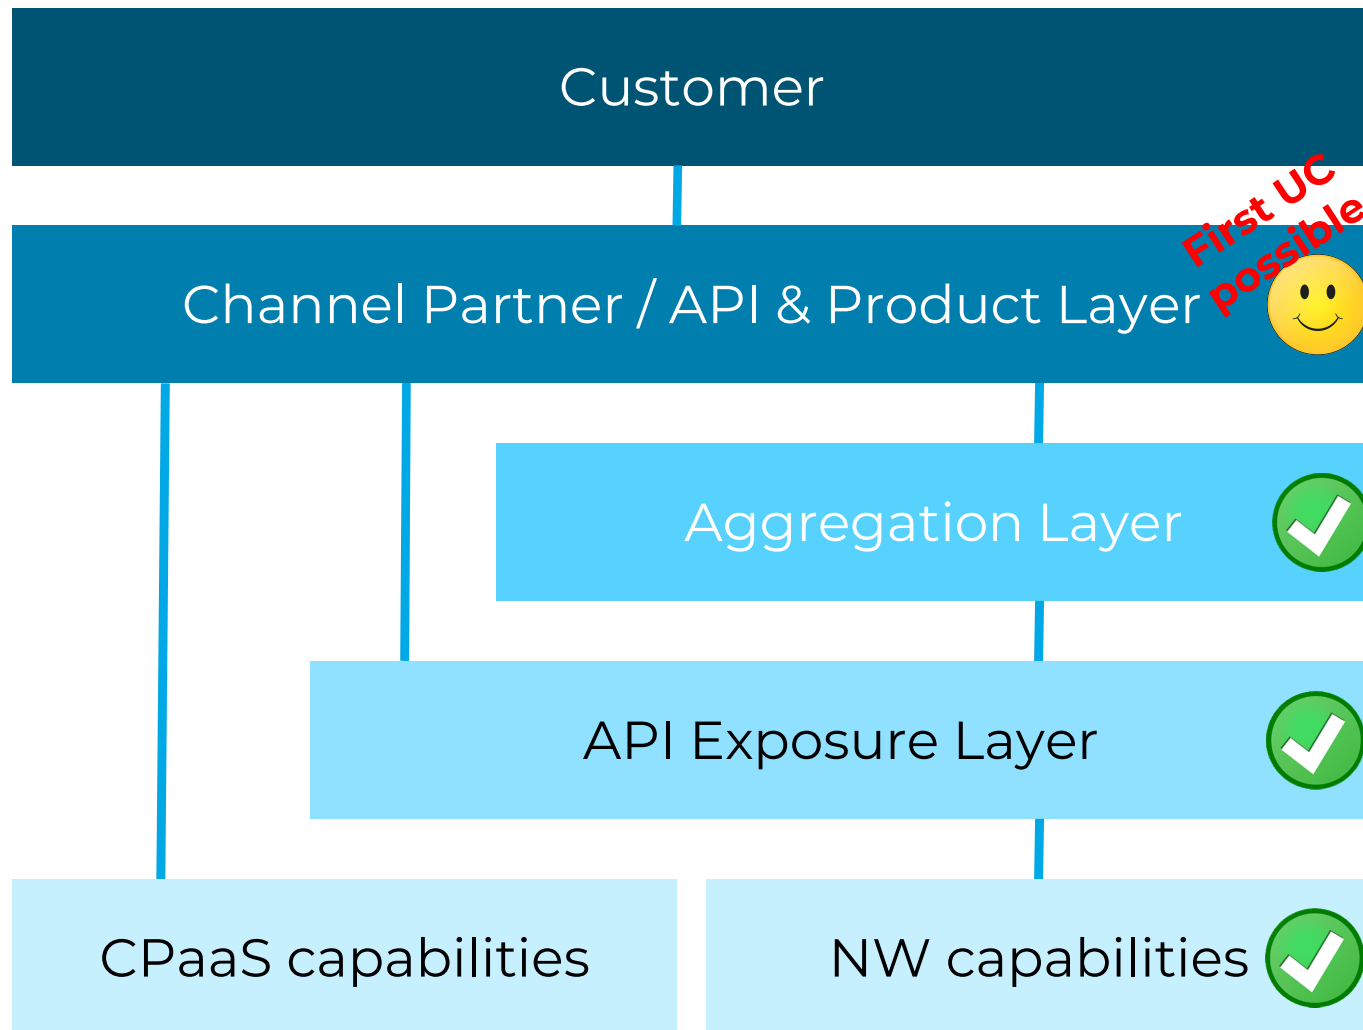 Customer
First UC
possible
Channel Partner / API & Product Layer
Aggregation Layer
API Exposure Layer
CPaaS capabilities
NW capabilities